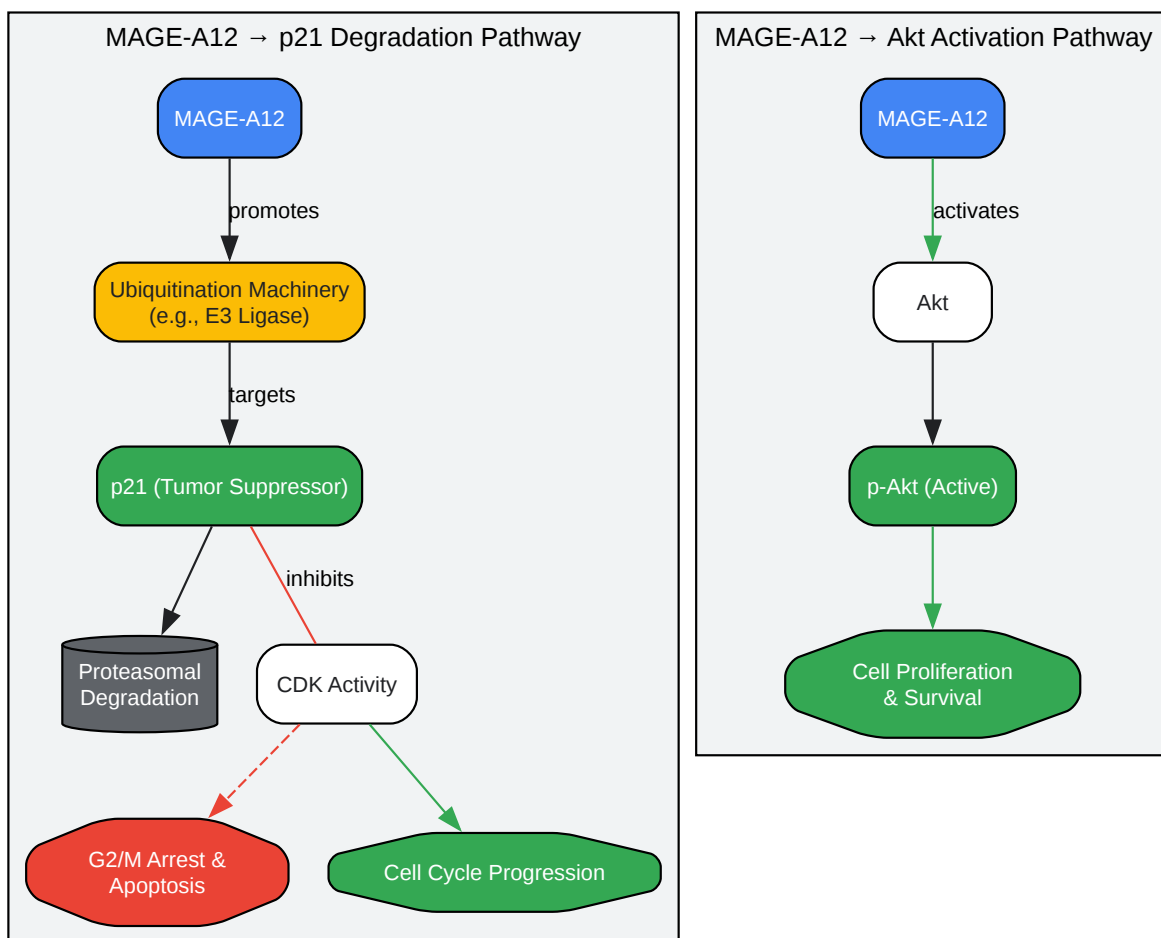 MAGE-A12 → p21 Degradation Pathway
MAGE-A12
promotes
Ubiquitination Machinery
(e.g., E3 Ligase)
targets
p21 (Tumor Suppressor)
inhibits
Proteasomal
Degradation
CDK Activity
G2/M Arrest &
Apoptosis
Cell Cycle Progression
MAGE-A12 → Akt Activation Pathway
MAGE-A12
activates
Akt
p-Akt (Active)
Cell Proliferation
& Survival